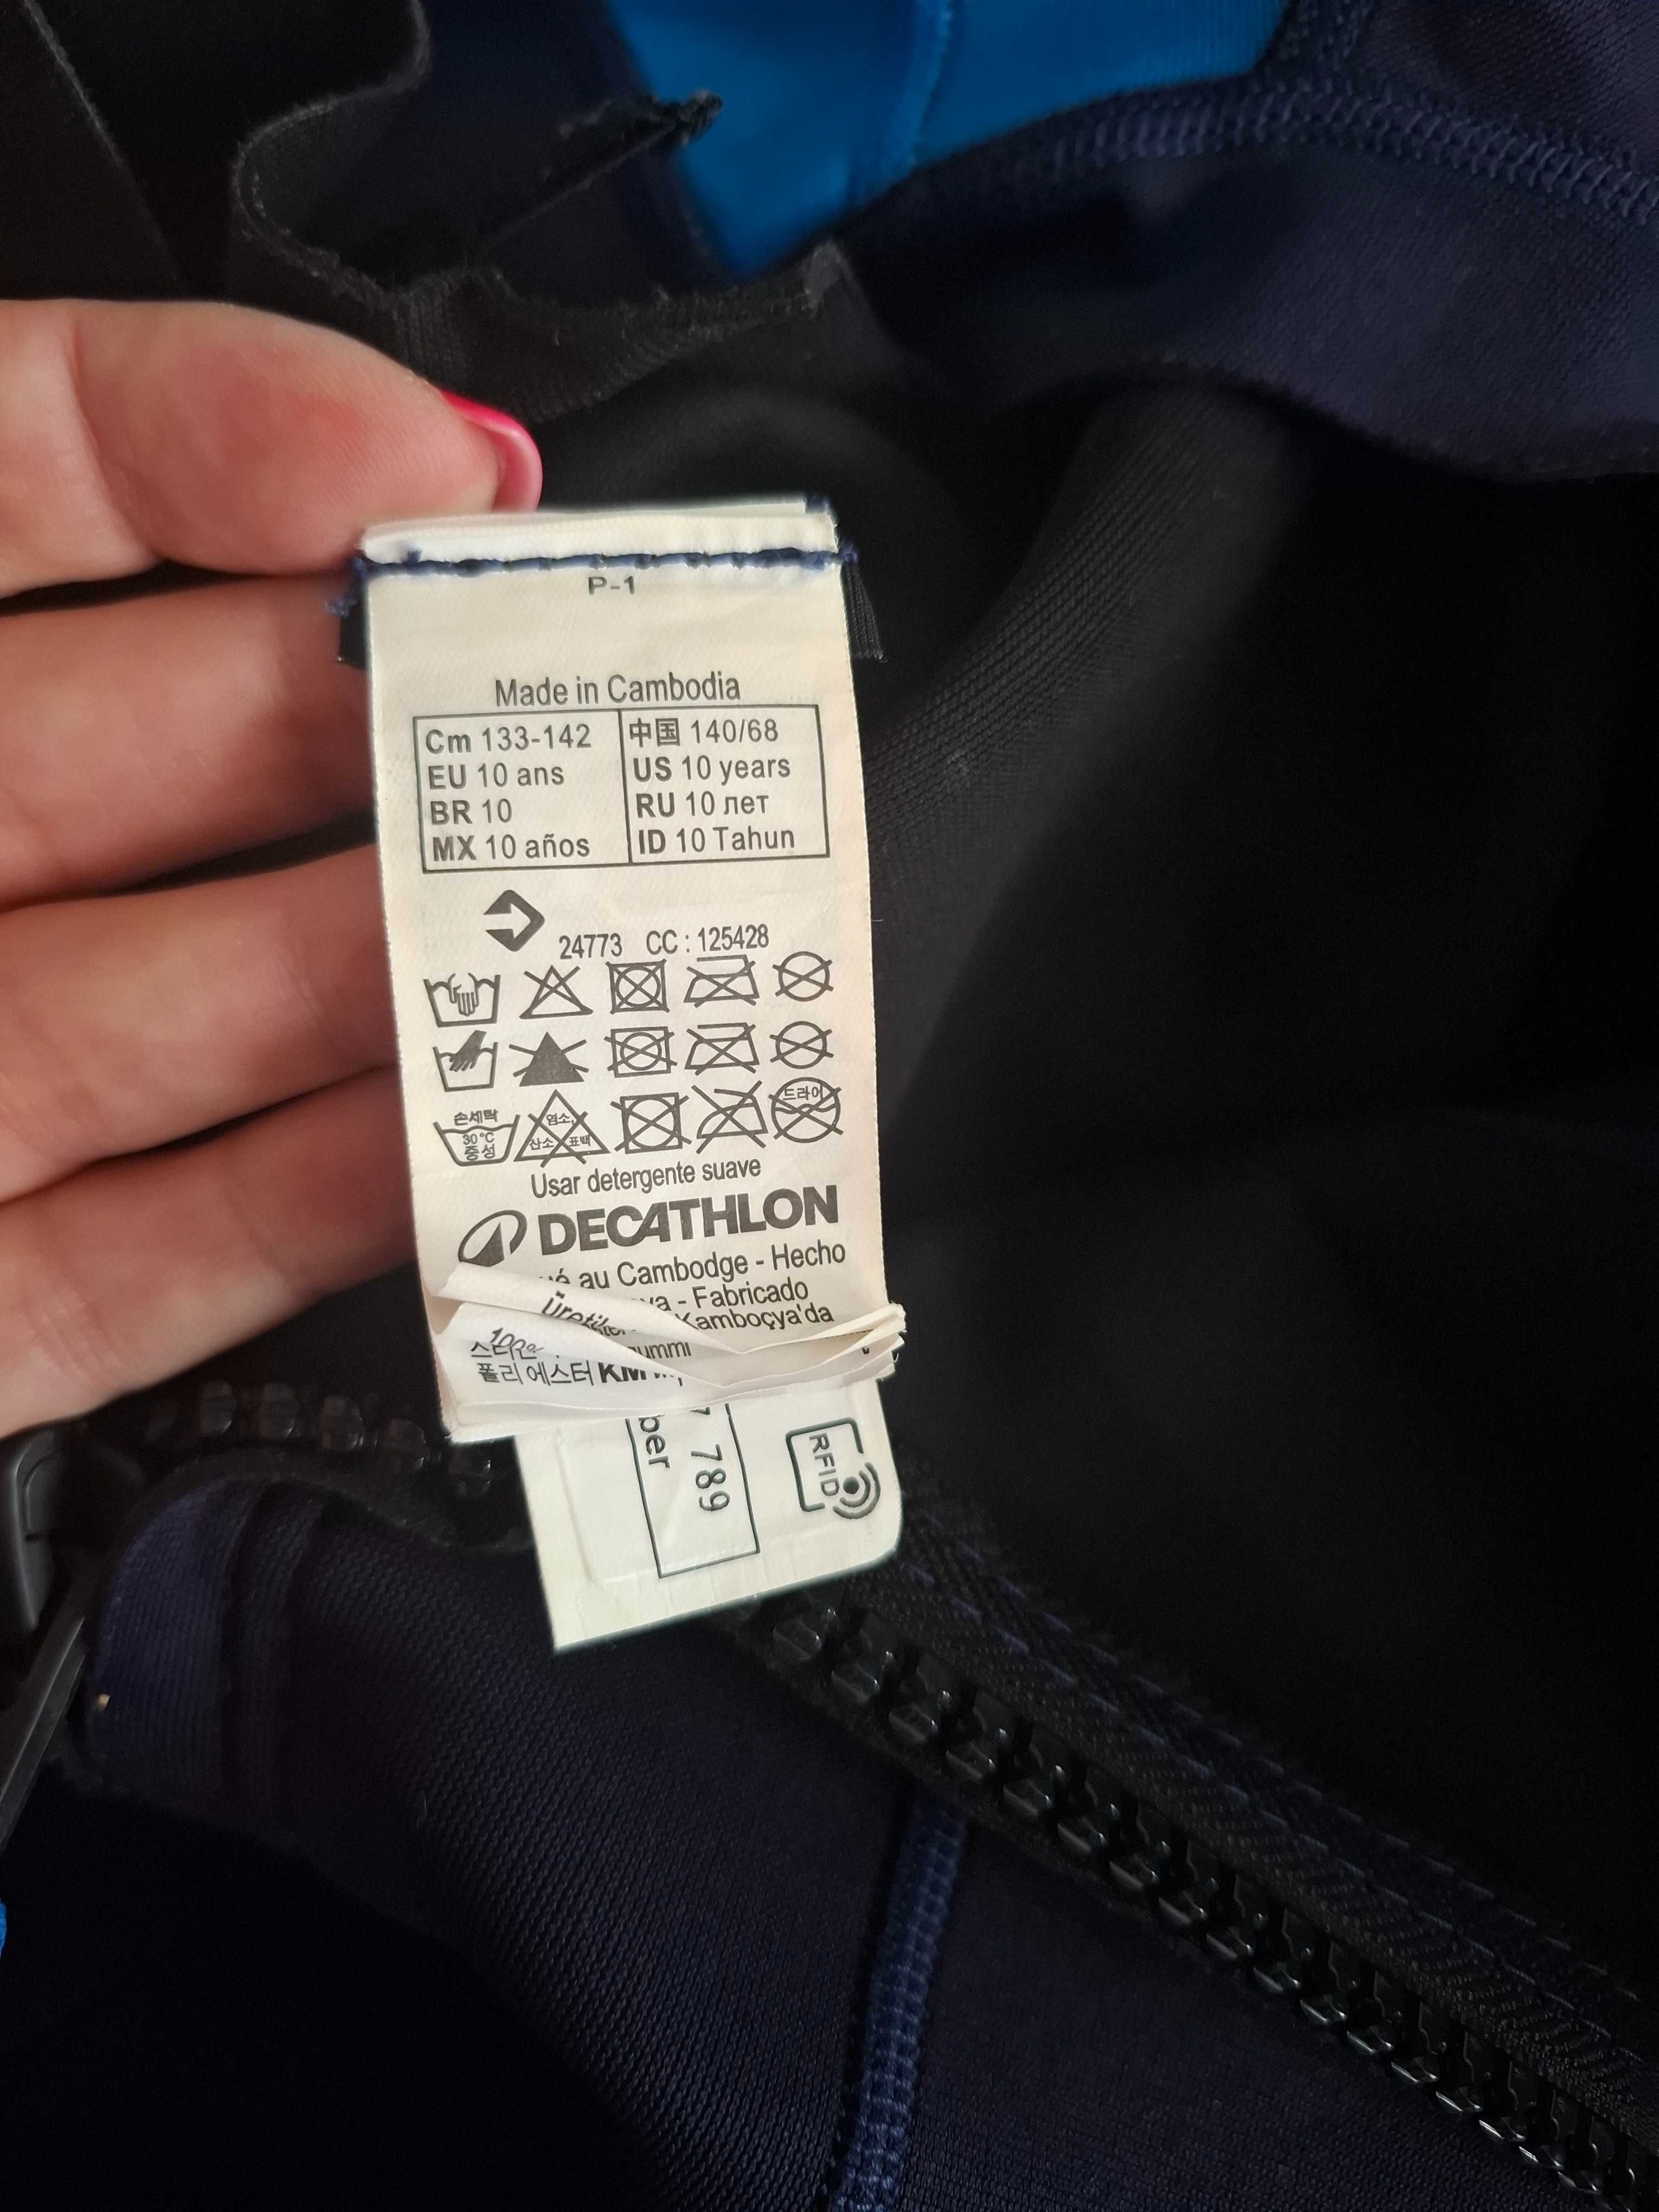 P-1
Made in Cambodia
Cm 133-142
EU 10 ans
BR 10
MX 10 años
中国 140/68
US 10 years
RU 10 лет
ID 10 Tahun
24773 CC : 125428
손세탁
30 °C
중성
염소
산소 표백
드라이
Usar detergente suave
DECATHLON
au Cambodge - Hecho
- Fabricado
Kamboçya'da
폴리 에스터 KM
789
RFID